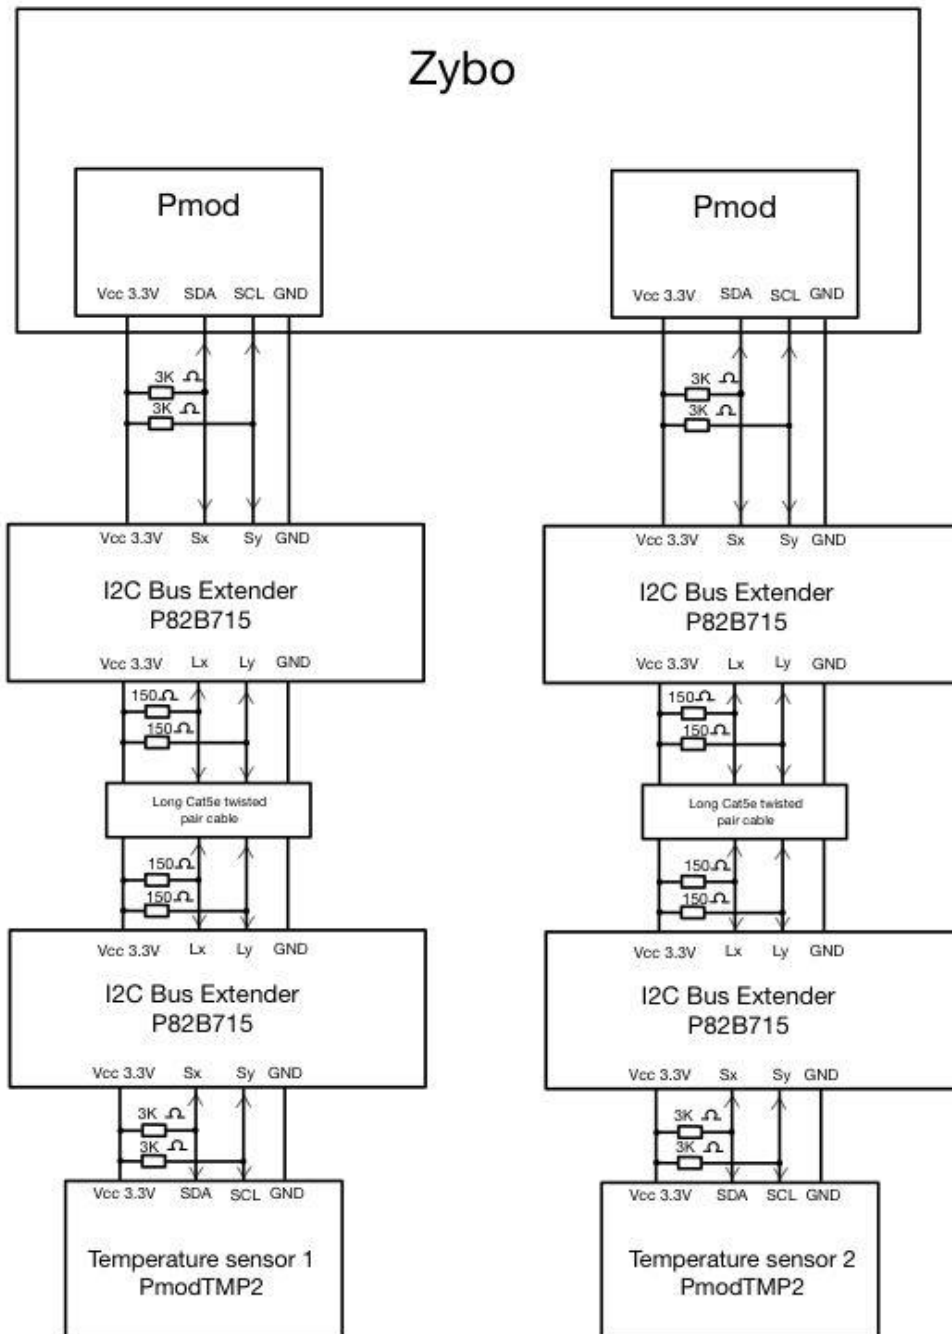 Zybo
Pmod Pmod
Vcc 3.3V SDA SCL GND Vcc 3.3V SDA SCL GND
3K Ω 3K Ω
3K Ω 3K Ω
Vcc 3.3V Sx Sy GND Vcc 3.3V Sx Sy GND
I2C Bus Extender I2C Bus Extender
P82B715 P82B715
Vcc 3.3V Lx Ly GND Vcc 3.3V Lx Ly GND
150Ω 150Ω
150Ω 150Ω
Long Cat5e twisted Long Cat5e twisted
pair cable pair cable
150Ω 150Ω
150Ω 150Ω
Vcc 3.3V Lx Ly GND Vcc 3.3V Lx Ly GND
I2C Bus Extender I2C Bus Extender
P82B715 P82B715
Vcc 3.3V Sx Sy GND Vcc 3.3V Sx Sy GND
3K Ω 3K Ω
3K Ω 3K Ω
Vcc 3.3V SDA SCL GND Vcc 3.3V SDA SCL GND
Temperature sensor 1 Temperature sensor 2
PmodTMP2 PmodTMP2